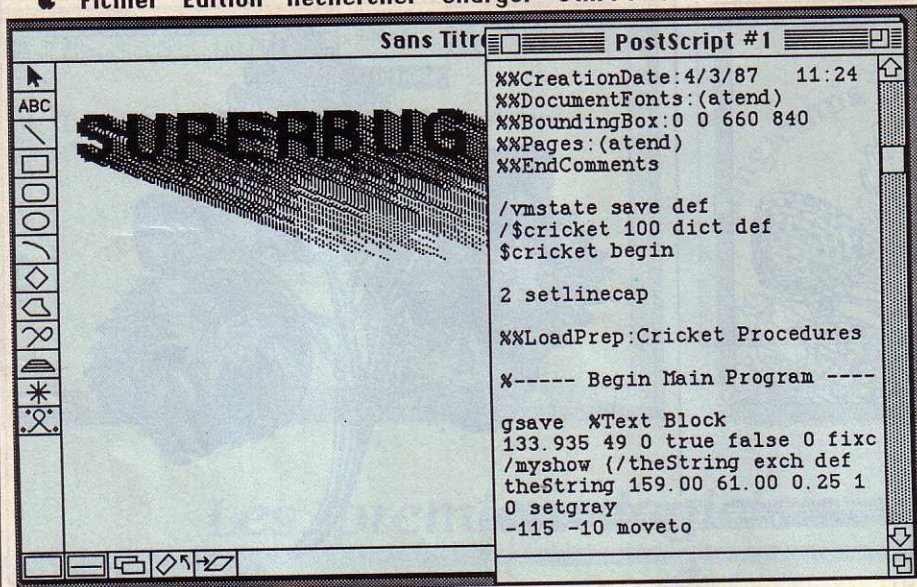 Fichier Edition Rechercher
Sans Titr
PostScript #1
ABC
SUPERBUG
%%CreationDate:4/3/87 11:24
%%DocumentFonts:(atend)
%%BoundingBox:0 0 660 840
%%Pages:(atend)
%%EndComments
/vmstate save def
/$cricket 100 dict def
$cricket begin
2 setlinecap
%%LoadPrep:Cricket Procedures
%----- Begin Main Program ----
gsave %Text Block
133.935 49 0 true false 0 fixc
/myshow {/theString exch def
theString 159.00 61.00 0.25 1
0 setgray
-115 -10 moveto